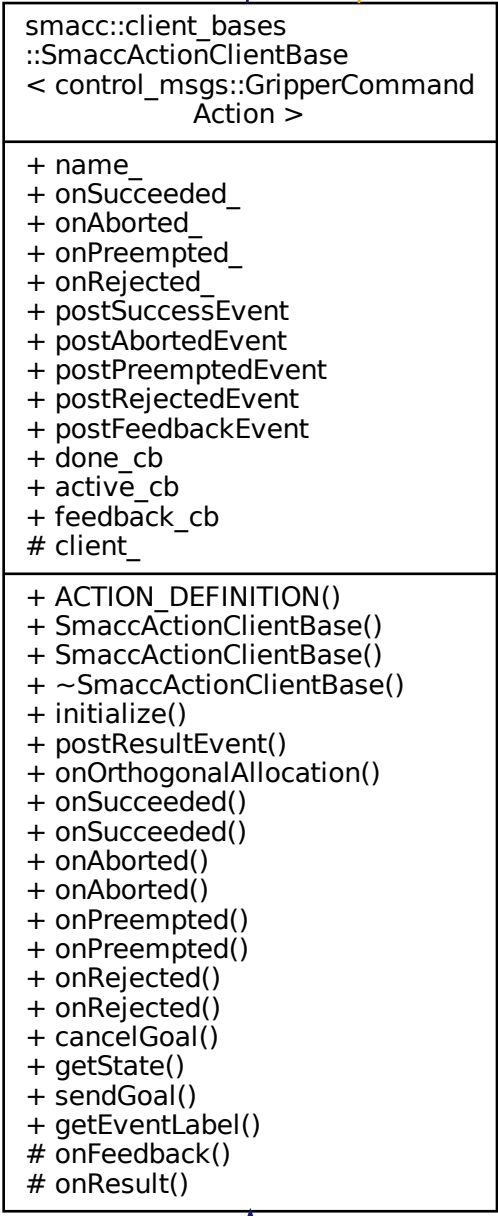 smacc::client_bases
::SmaccActionClientBase
< control_msgs::GripperCommand
Action >
+ name_
+ onSucceeded_
+ onAborted_
+ onPreempted_
+ onRejected_
+ postSuccessEvent
+ postAbortedEvent
+ postPreemptedEvent
+ postRejectedEvent
+ postFeedbackEvent
+ done_cb
+ active_cb
+ feedback_cb
# client_
+ ACTION_DEFINITION()
+ SmaccActionClientBase()
+ SmaccActionClientBase()
+ ~SmaccActionClientBase()
+ initialize()
+ postResultEvent()
+ onOrthogonalAllocation()
+ onSucceeded()
+ onSucceeded()
+ onAborted()
+ onAborted()
+ onPreempted()
+ onPreempted()
+ onRejected()
+ onRejected()
+ cancelGoal()
+ getState()
+ sendGoal()
+ getEventLabel()
# onFeedback()
# onResult()